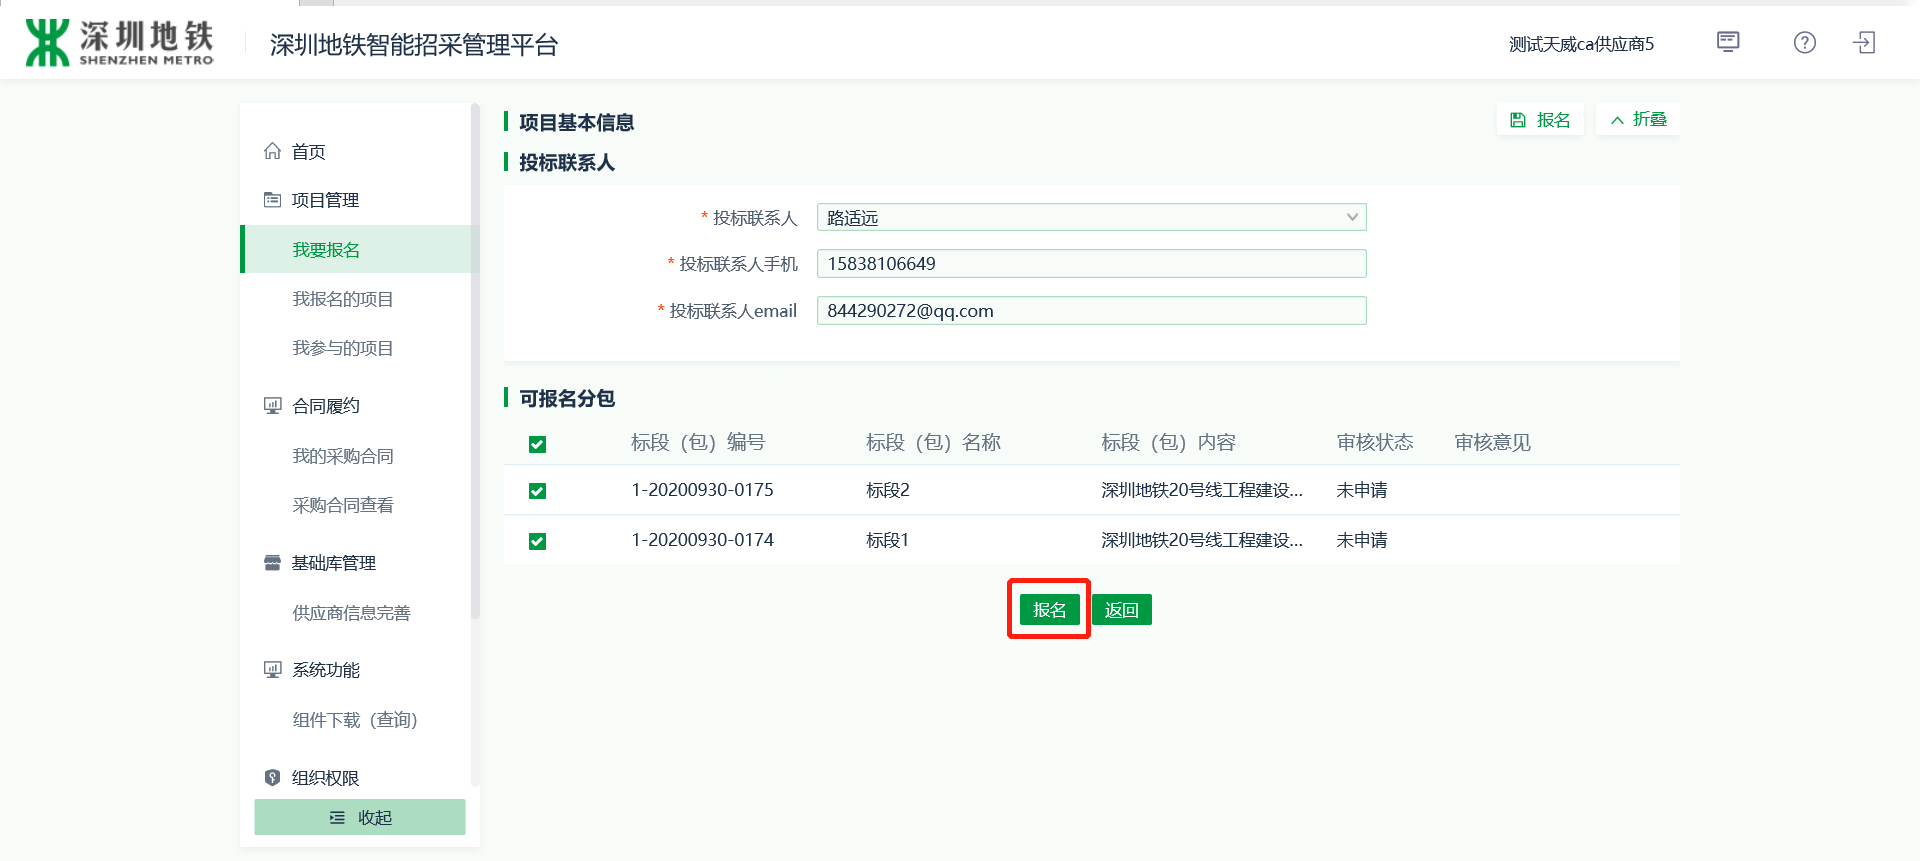 深圳地铁
SHENZHEN METRO
深圳地铁智能招采管理平台
测试天威ca供应商5
首页
项目管理
我要报名
我报名的项目
我参与的项目
合同履约
我的采购合同
采购合同查看
基础库管理
供应商信息完善
系统功能
组件下载（查询）
组织权限
收起
项目基本信息
报名 折叠
投标联系人
* 投标联系人 路适远
* 投标联系人手机 15838106649
* 投标联系人email 844290272@qq.com
可报名分包
标段（包）编号 标段（包）名称 标段（包）内容 审核状态 审核意见
1-20200930-0175 标段2 深圳地铁20号线工程建设... 未申请
1-20200930-0174 标段1 深圳地铁20号线工程建设... 未申请
报名 返回